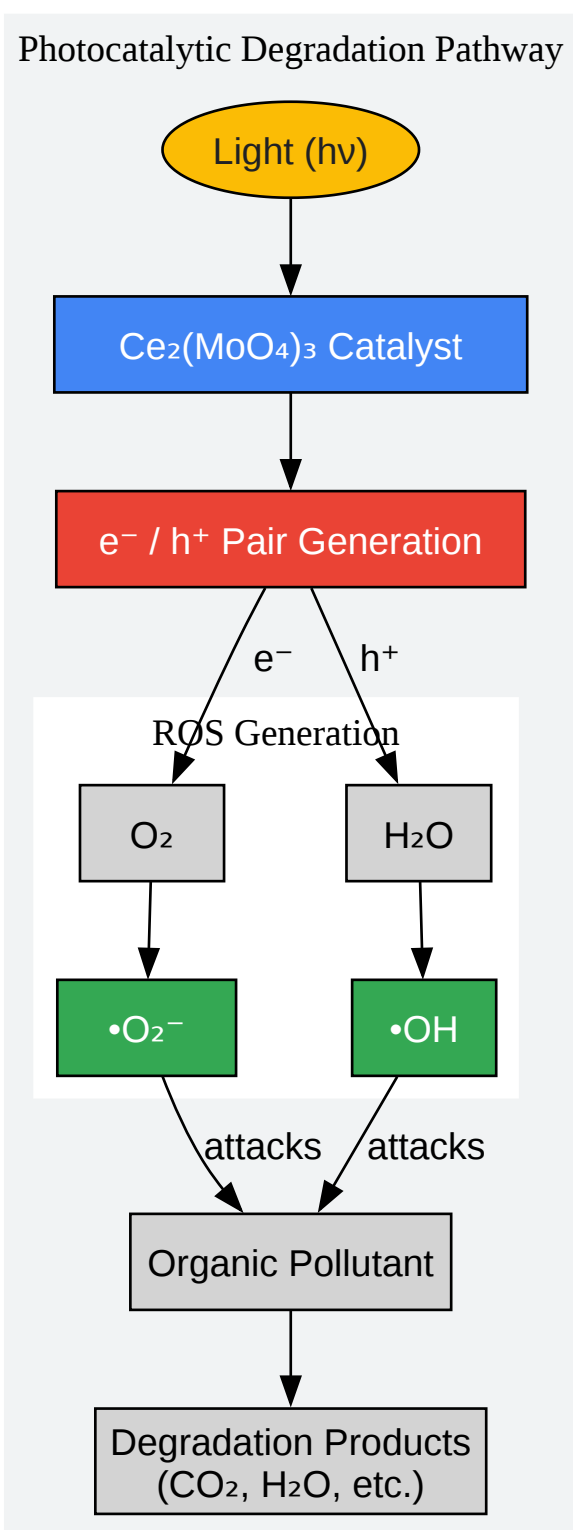 Photocatalytic Degradation Pathway
Light (hν)
Ce₂(MoO₄)₃ Catalyst
e⁻ / h⁺ Pair Generation
e⁻
h⁺
ROS Generation
O₂
H₂O
•O₂⁻
•OH
attacks
attacks
Organic Pollutant
Degradation Products
(CO₂, H₂O, etc.)